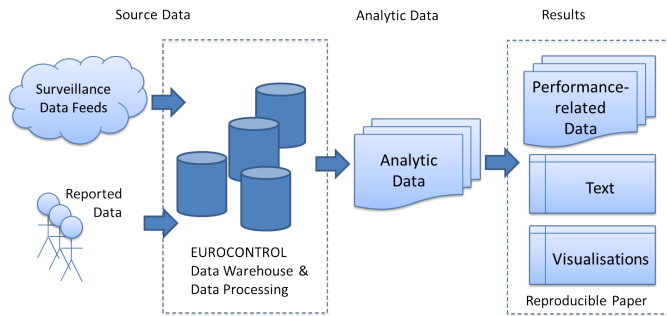 Source Data
Analytic Data
Results
Surveillance
Data Feeds
Reported
Data
EUROCONTROL
Data Warehouse &
Data Processing
Analytic
Data
Performance-
related
Data
Text
Visualisations
Reproducible Paper